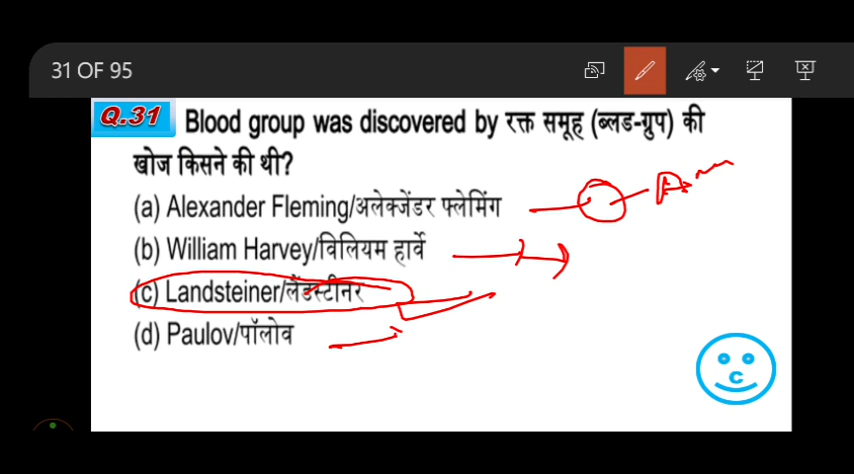 31 OF 95
Q.31 Blood group was discovered by रक्त समूह (ब्लड-ग्रुप) की
खोज किसने की थी?
(a) Alexander Fleming/अलेक्जेंडर फ्लेमिंग
(b) William Harvey/विलियम हार्वे
(c) Landsteiner/लैंडस्टीनर
(d) Paulov/पॉलोव
c